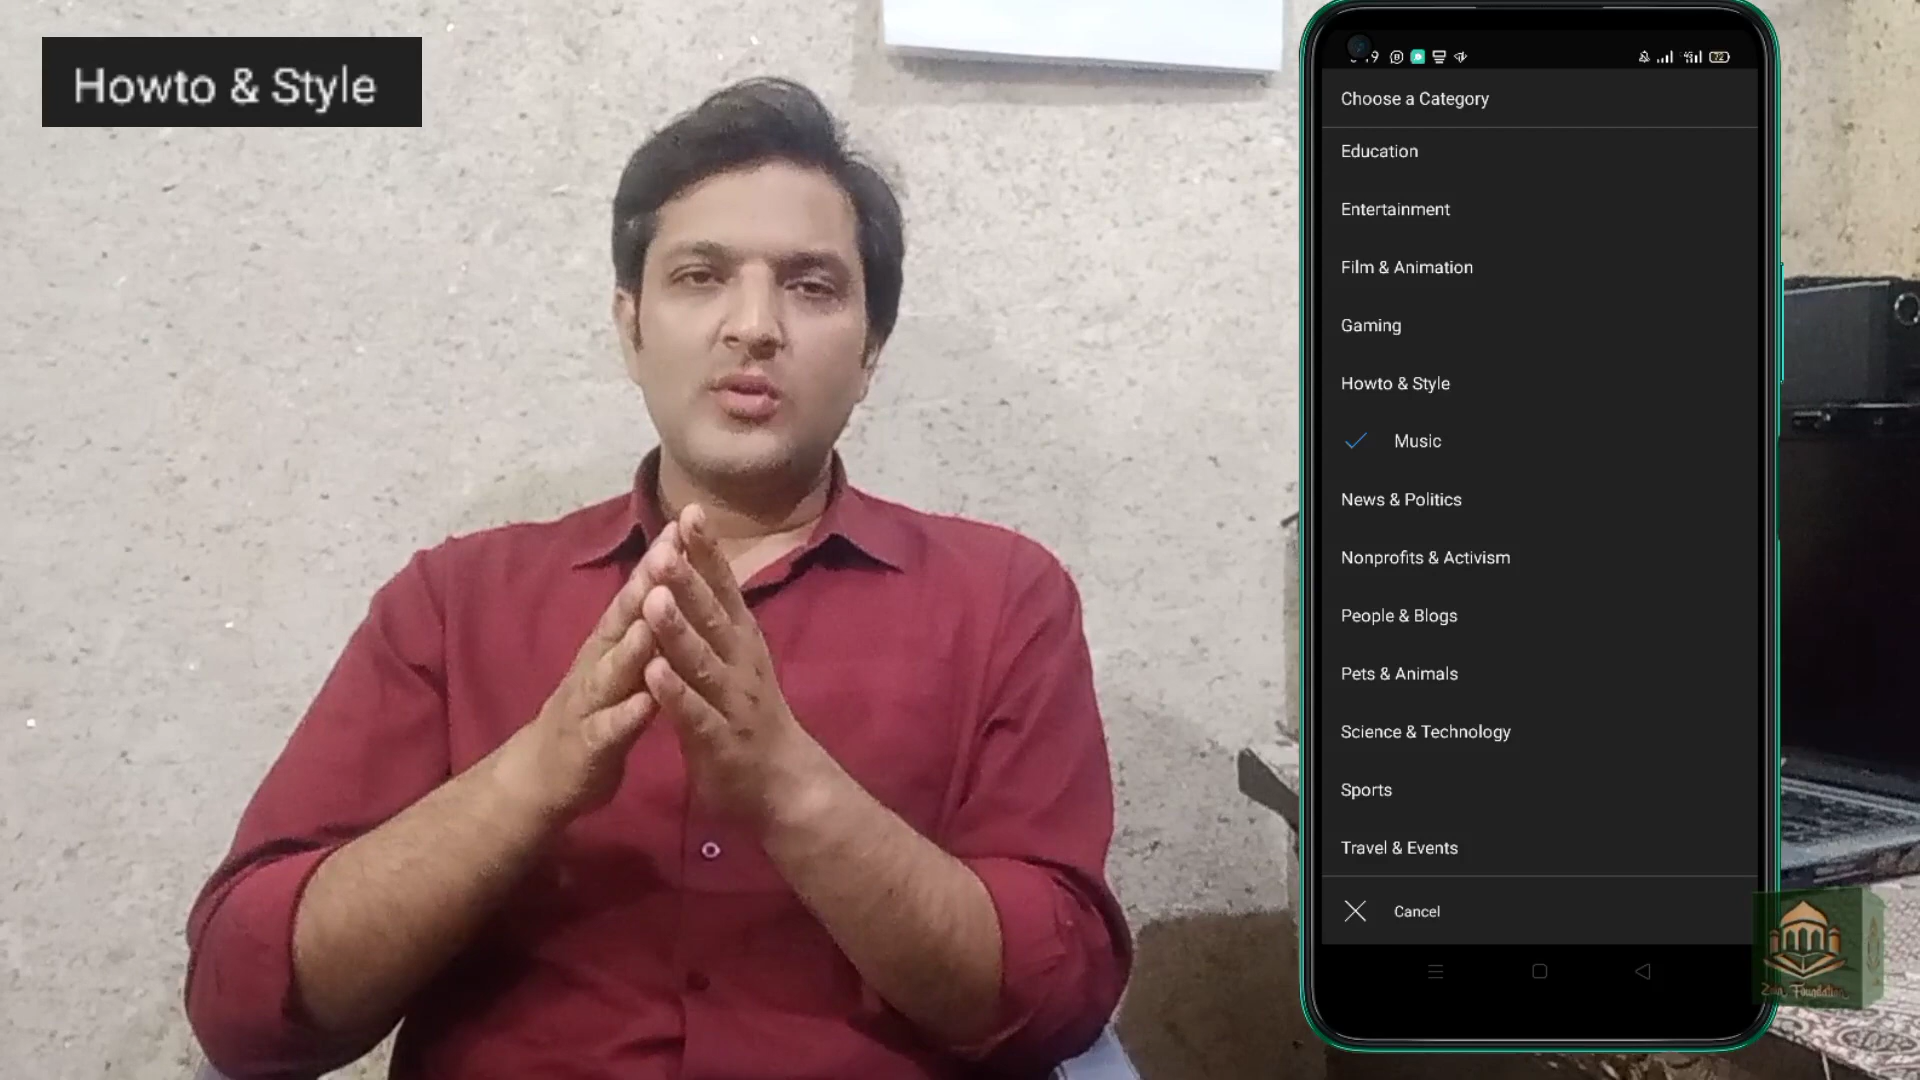 Howto & Style
Choose a Category
Education
Entertainment
Film & Animation
Gaming
Howto & Style
Music
News & Politics
Nonprofits & Activism
People & Blogs
Pets & Animals
Science & Technology
Sports
Travel & Events
Cancel
Foundation